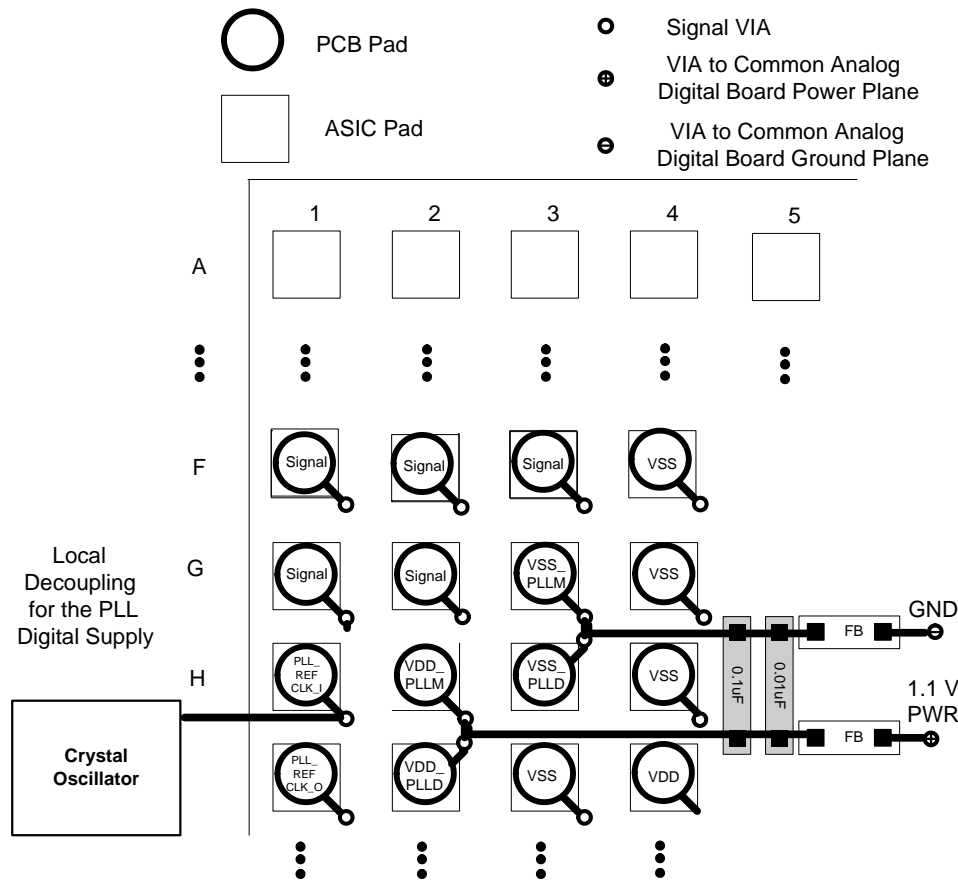 PCB Pad
Signal VIA
VIA to Common Analog
Digital Board Power Plane
ASIC Pad
VIA to Common Analog
Digital Board Ground Plane
1 2 3 4 5
A
F
Signal Signal Signal VSS
Local
Decoupling
for the PLL
Digital Supply
G
Signal Signal VSS_
PLLM VSS
GND
FB
H
PLL_
REF
CLK_I
VDD_
PLLM
VSS_
PLLD
VSS
0.1uF
0.01uF
1.1 V
PWR
FB
Crystal
Oscillator
PLL_
REF
CLK_O
VDD_
PLLD
VSS
VDD